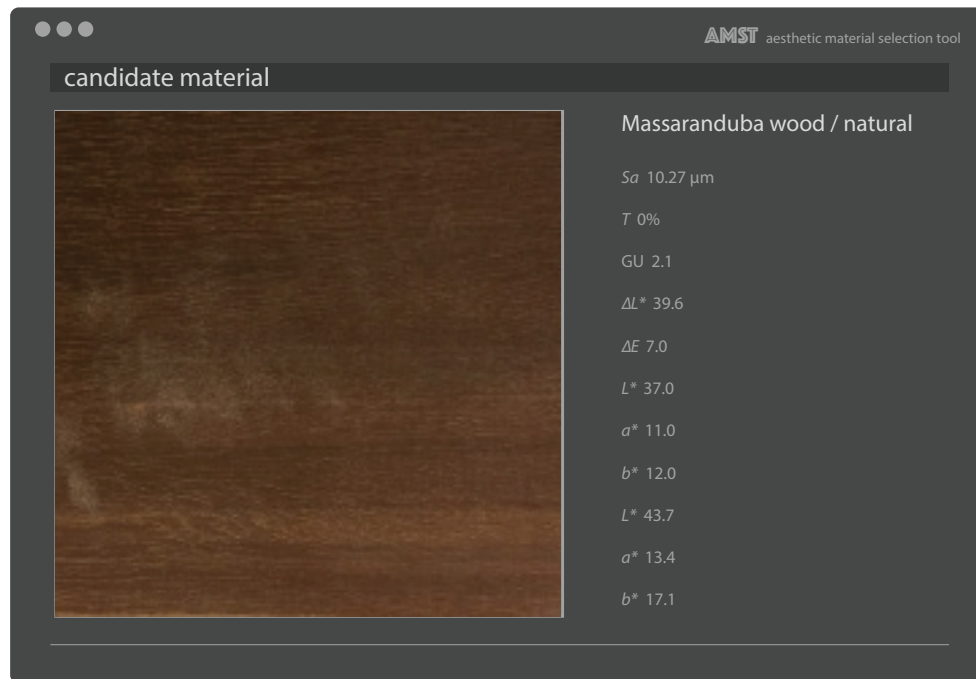 AMST aesthetic material selection tool
candidate material
Massaranduba wood / natural
Sa 10.27 µm
T 0%
GU 2.1
ΔL* 39.6
ΔE 7.0
L* 37.0
a* 11.0
b* 12.0
L* 43.7
a* 13.4
b* 17.1